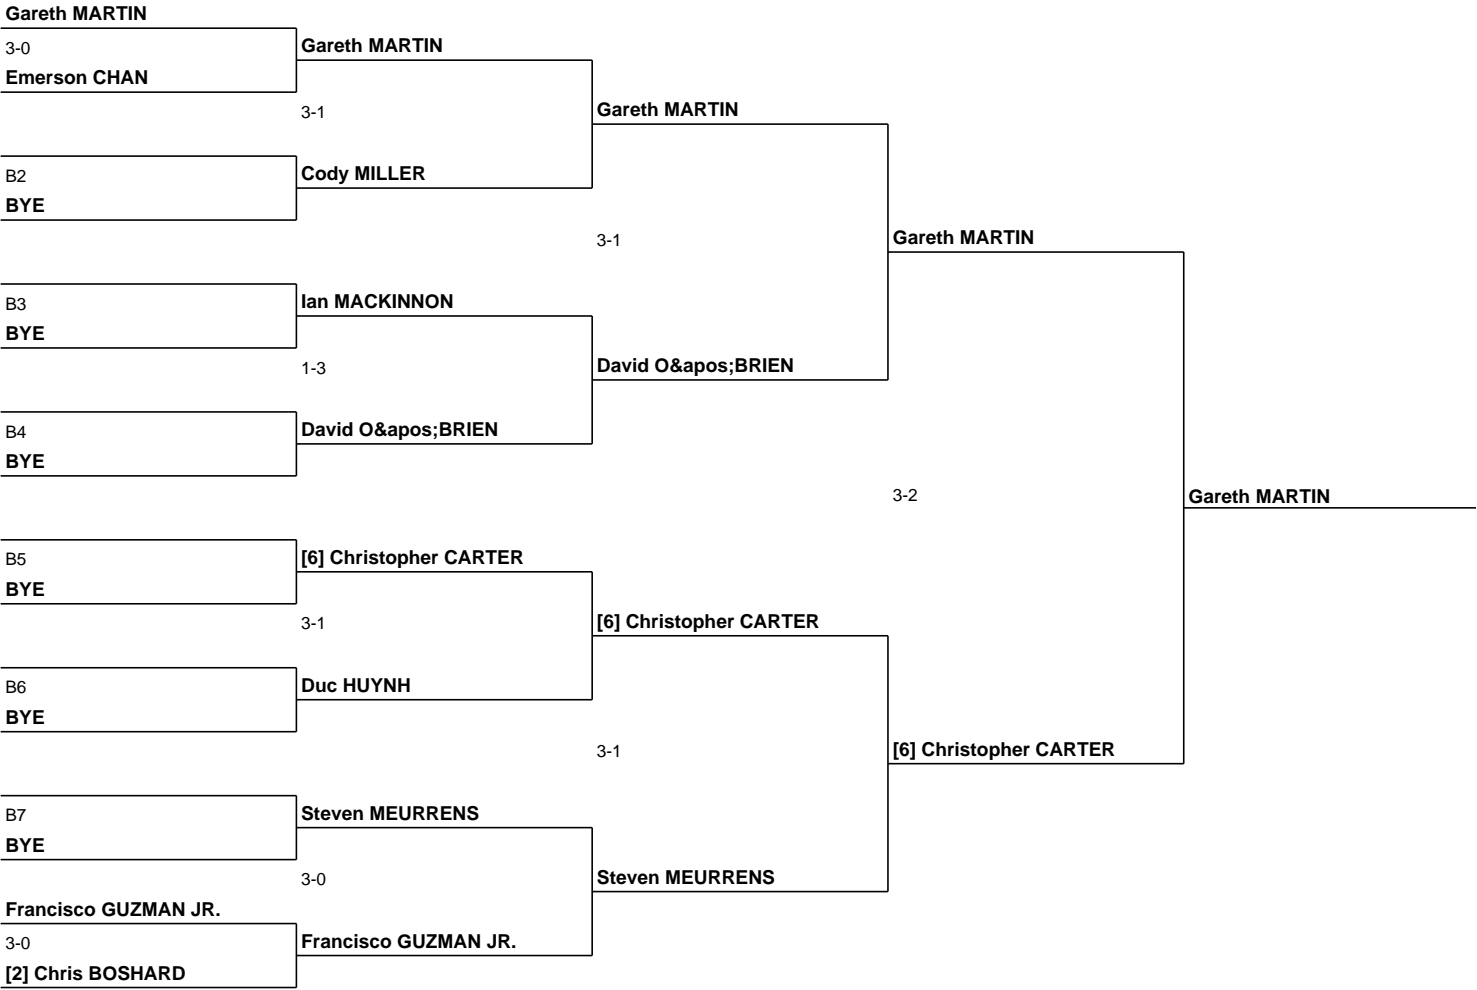 Gareth MARTIN
3-0
Emerson CHAN
B2
BYE
B3
BYE
B4
BYE
B5
BYE
B6
BYE
B7
BYE
Francisco GUZMAN JR.
3-0
[2] Chris BOSHARD
Gareth MARTIN
3-1
Cody MILLER
Ian MACKINNON
1-3
David O&apos;BRIEN
[6] Christopher CARTER
3-1
Duc HUYNH
Steven MEURRENS
3-0
Francisco GUZMAN JR.
Gareth MARTIN
3-1
David O&apos;BRIEN
[6] Christopher CARTER
3-1
Steven MEURRENS
Gareth MARTIN
3-2
[6] Christopher CARTER
Gareth MARTIN